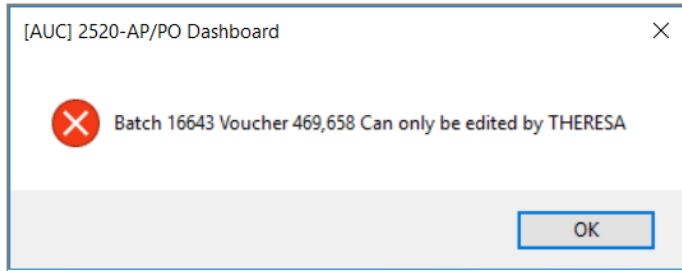 [AUC] 2520-AP/PO Dashboard
Batch 16643 Voucher 469,658 Can only be edited by THERESA
OK